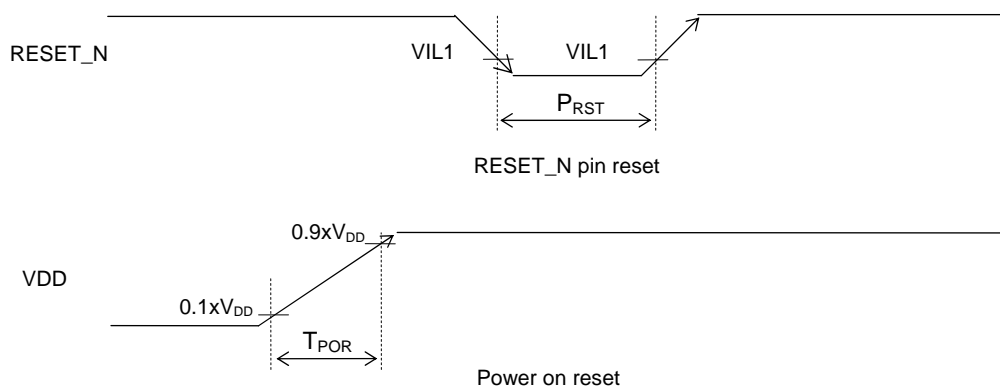 RESET_N
VIL1
VIL1
PRST
RESET_N pin reset
0.9xVDD
VDD
0.1xVDD
TPOR
Power on reset